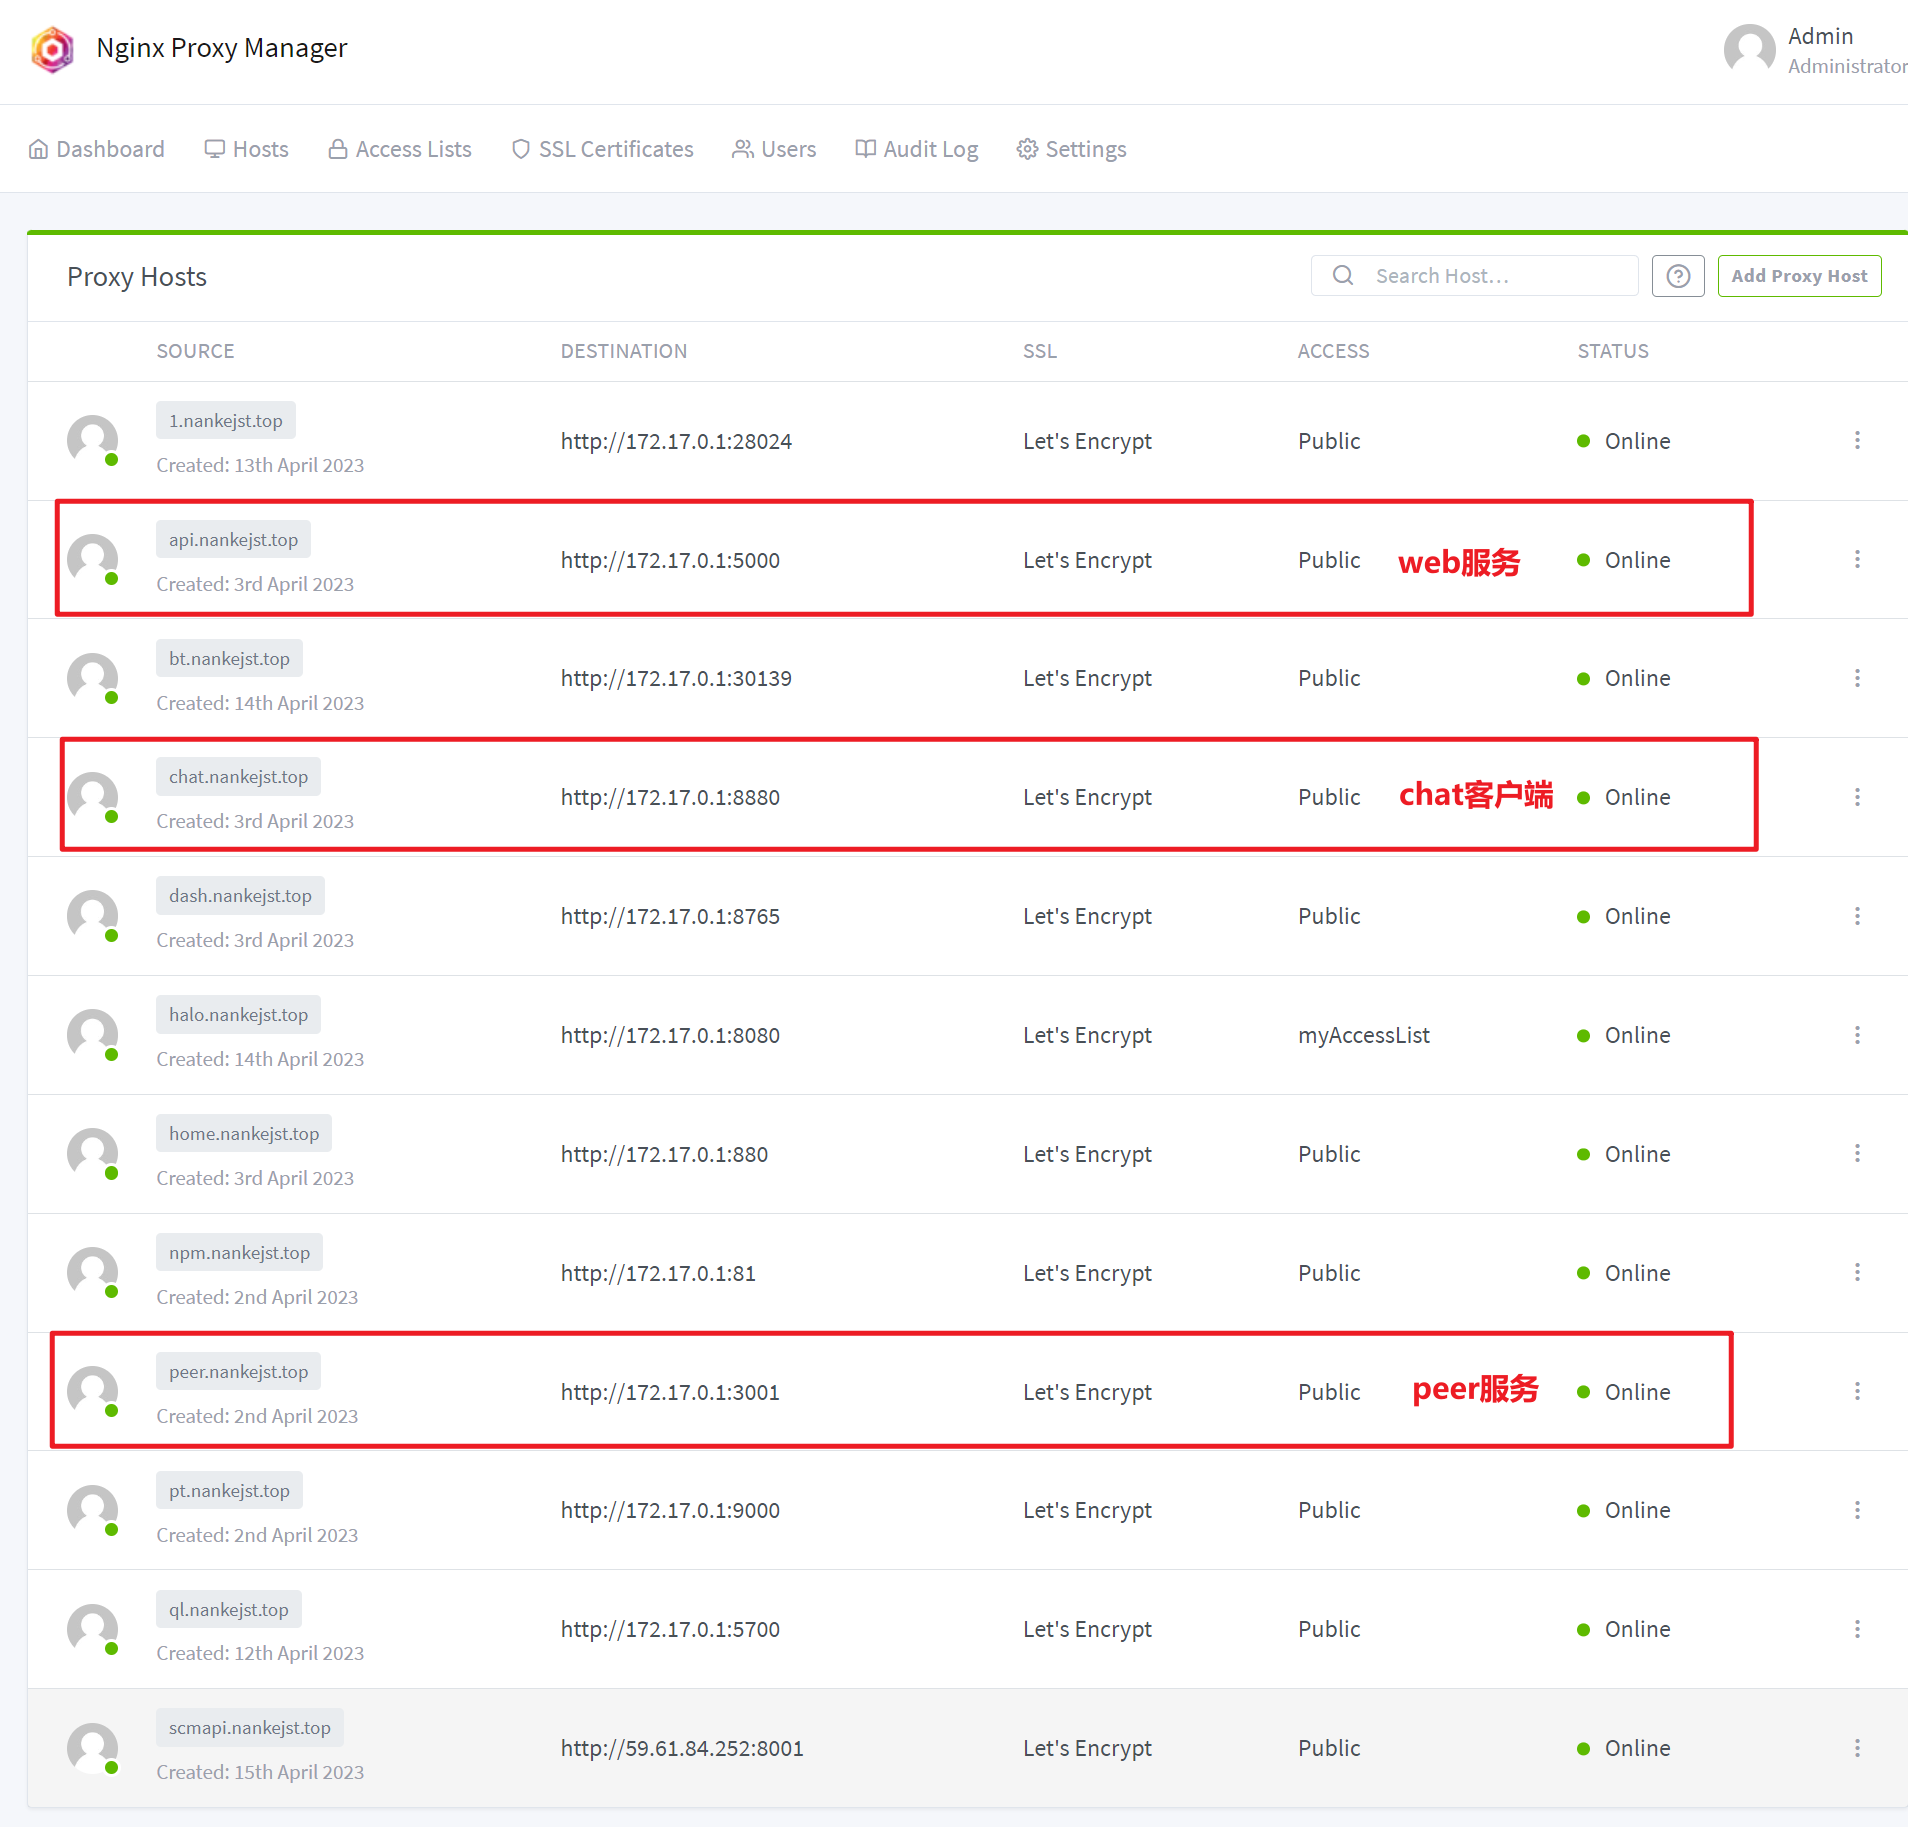 Nginx Proxy Manager
Admin
Administrator
Dashboard Hosts Access Lists SSL Certificates Users Audit Log Settings
Proxy Hosts
Search Host...
Add Proxy Host
SOURCE DESTINATION SSL ACCESS STATUS
1.nankejst.top
Created: 13th April 2023
http://172.17.0.1:28024 Let's Encrypt Public Online
api.nankejst.top
Created: 3rd April 2023
http://172.17.0.1:5000 Let's Encrypt Public web服务 Online
bt.nankejst.top
Created: 14th April 2023
http://172.17.0.1:30139 Let's Encrypt Public Online
chat.nankejst.top
Created: 3rd April 2023
http://172.17.0.1:8880 Let's Encrypt Public chat客户端 Online
dash.nankejst.top
Created: 3rd April 2023
http://172.17.0.1:8765 Let's Encrypt Public Online
halo.nankejst.top
Created: 14th April 2023
http://172.17.0.1:8080 Let's Encrypt myAccessList Online
home.nankejst.top
Created: 3rd April 2023
http://172.17.0.1:880 Let's Encrypt Public Online
npm.nankejst.top
Created: 2nd April 2023
http://172.17.0.1:81 Let's Encrypt Public Online
peer.nankejst.top
Created: 2nd April 2023
http://172.17.0.1:3001 Let's Encrypt Public peer服务 Online
pt.nankejst.top
Created: 2nd April 2023
http://172.17.0.1:9000 Let's Encrypt Public Online
ql.nankejst.top
Created: 12th April 2023
http://172.17.0.1:5700 Let's Encrypt Public Online
scmapi.nankejst.top
Created: 15th April 2023
http://59.61.84.252:8001 Let's Encrypt Public Online